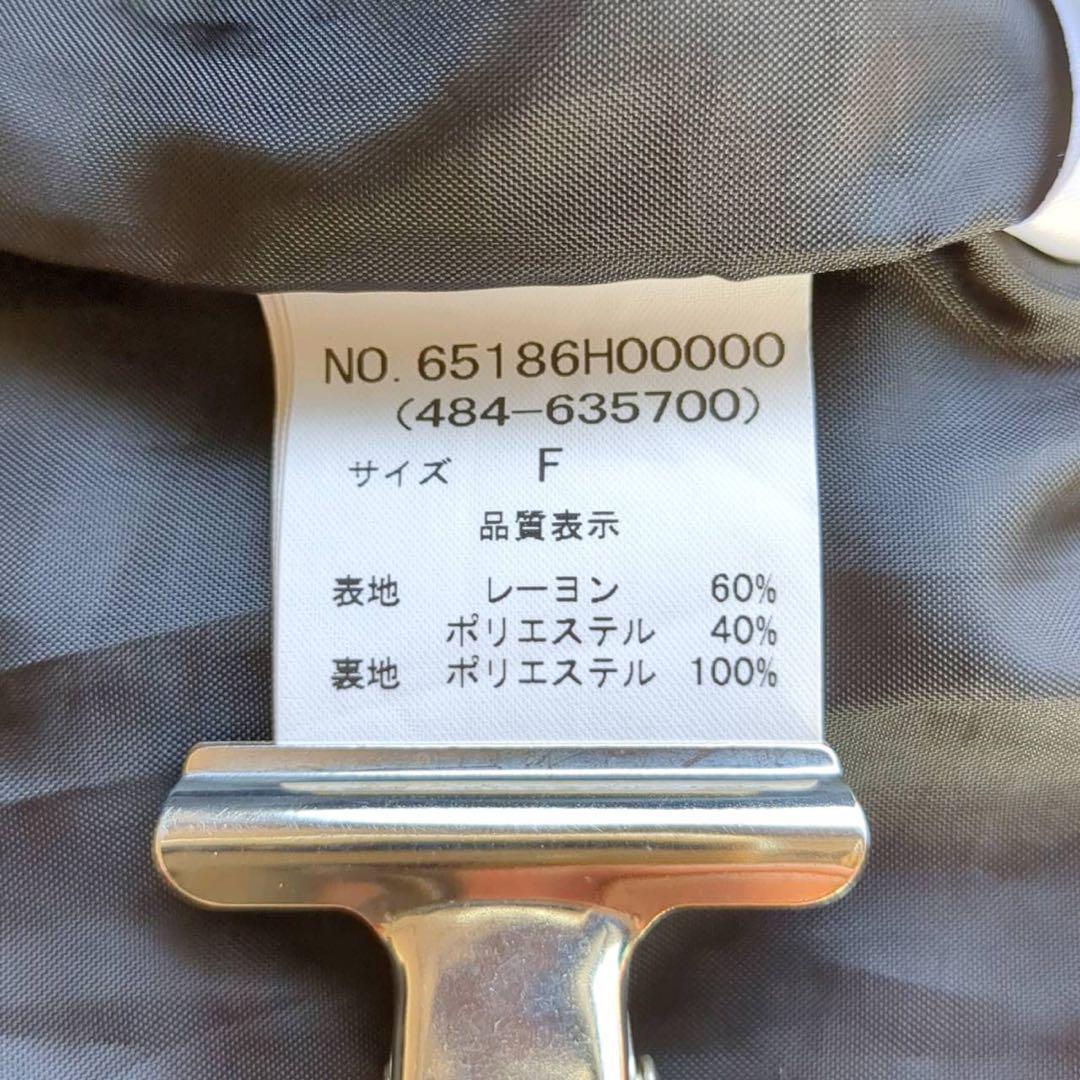 NO. 65186H00000
(484-635700)
サイズ F
品質表示
表地 レーヨン 60%
ポリエステル 40%
裏地 ポリエステル 100%